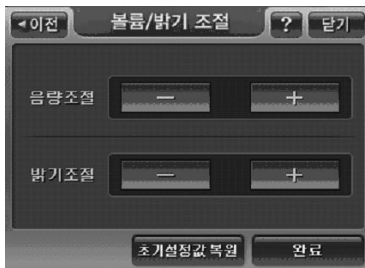 ◄이전 볼륨/밝기 조절 ? 닫기
음량조절 − +
밝기조절 − +
초기설정값 복원 완료